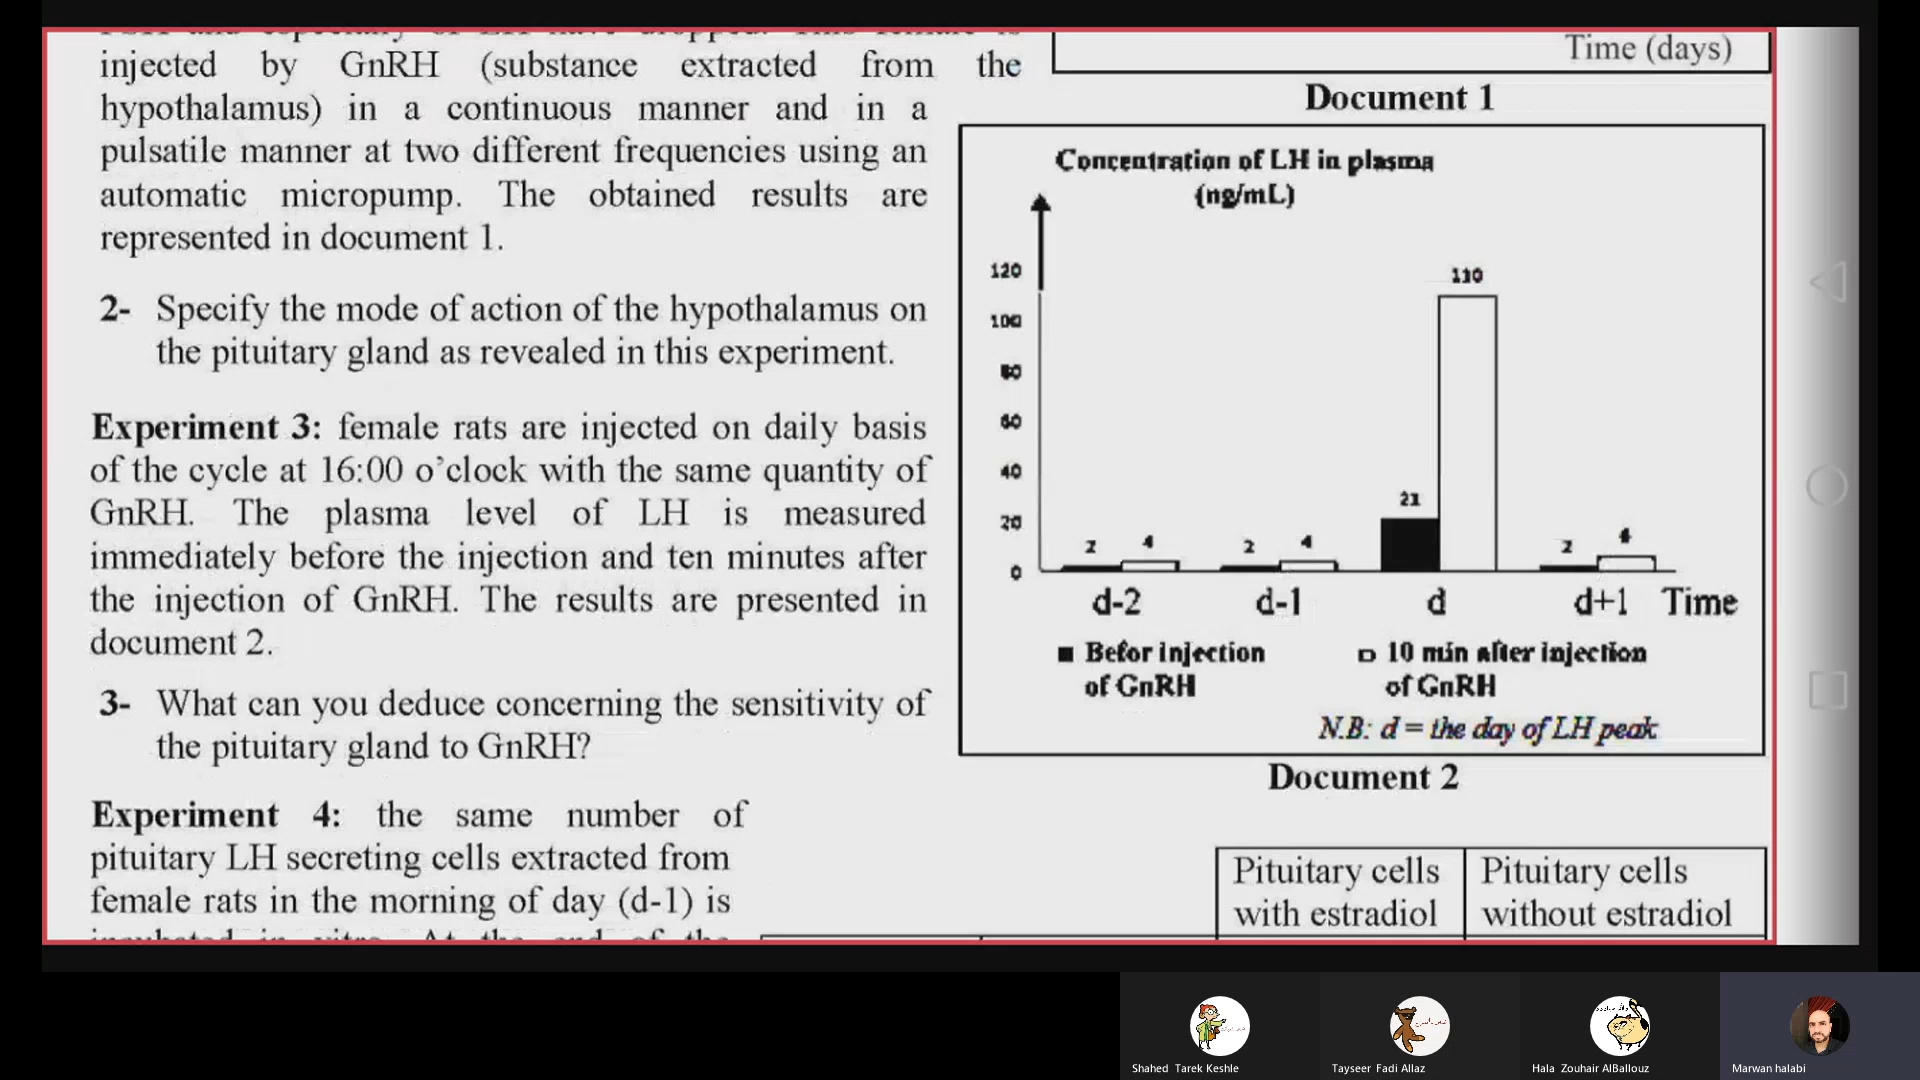 injected by GnRH (substance extracted from the
hypothalamus) in a continuous manner and in a
pulsatile manner at two different frequencies using an
automatic micropump. The obtained results are
represented in document 1.
2- Specify the mode of action of the hypothalamus on
the pituitary gland as revealed in this experiment.
Experiment 3: female rats are injected on daily basis
of the cycle at 16:00 o'clock with the same quantity of
GnRH. The plasma level of LH is measured
immediately before the injection and ten minutes after
the injection of GnRH. The results are presented in
document 2.
3- What can you deduce concerning the sensitivity of
the pituitary gland to GnRH?
Experiment 4: the same number of
pituitary LH secreting cells extracted from
female rats in the morning of day (d-1) is
Time (days)
Document 1
Concentration of LH in plasma
(ng/mL)
120
100
80
60
40
20
0
2 4 2 4 21 110 2
d-2 d-1 d d+1 Time
Befor injection
of GnRH
10 min after injection
of GnRH
N.B: d = the day of LH peak
Document 2
Pituitary cells
with estradiol
Pituitary cells
without estradiol
Shahed Tarek Keshle
Tayseer Fadi Allaz
Hala Zouhair AlBallouz
Marwan halabi